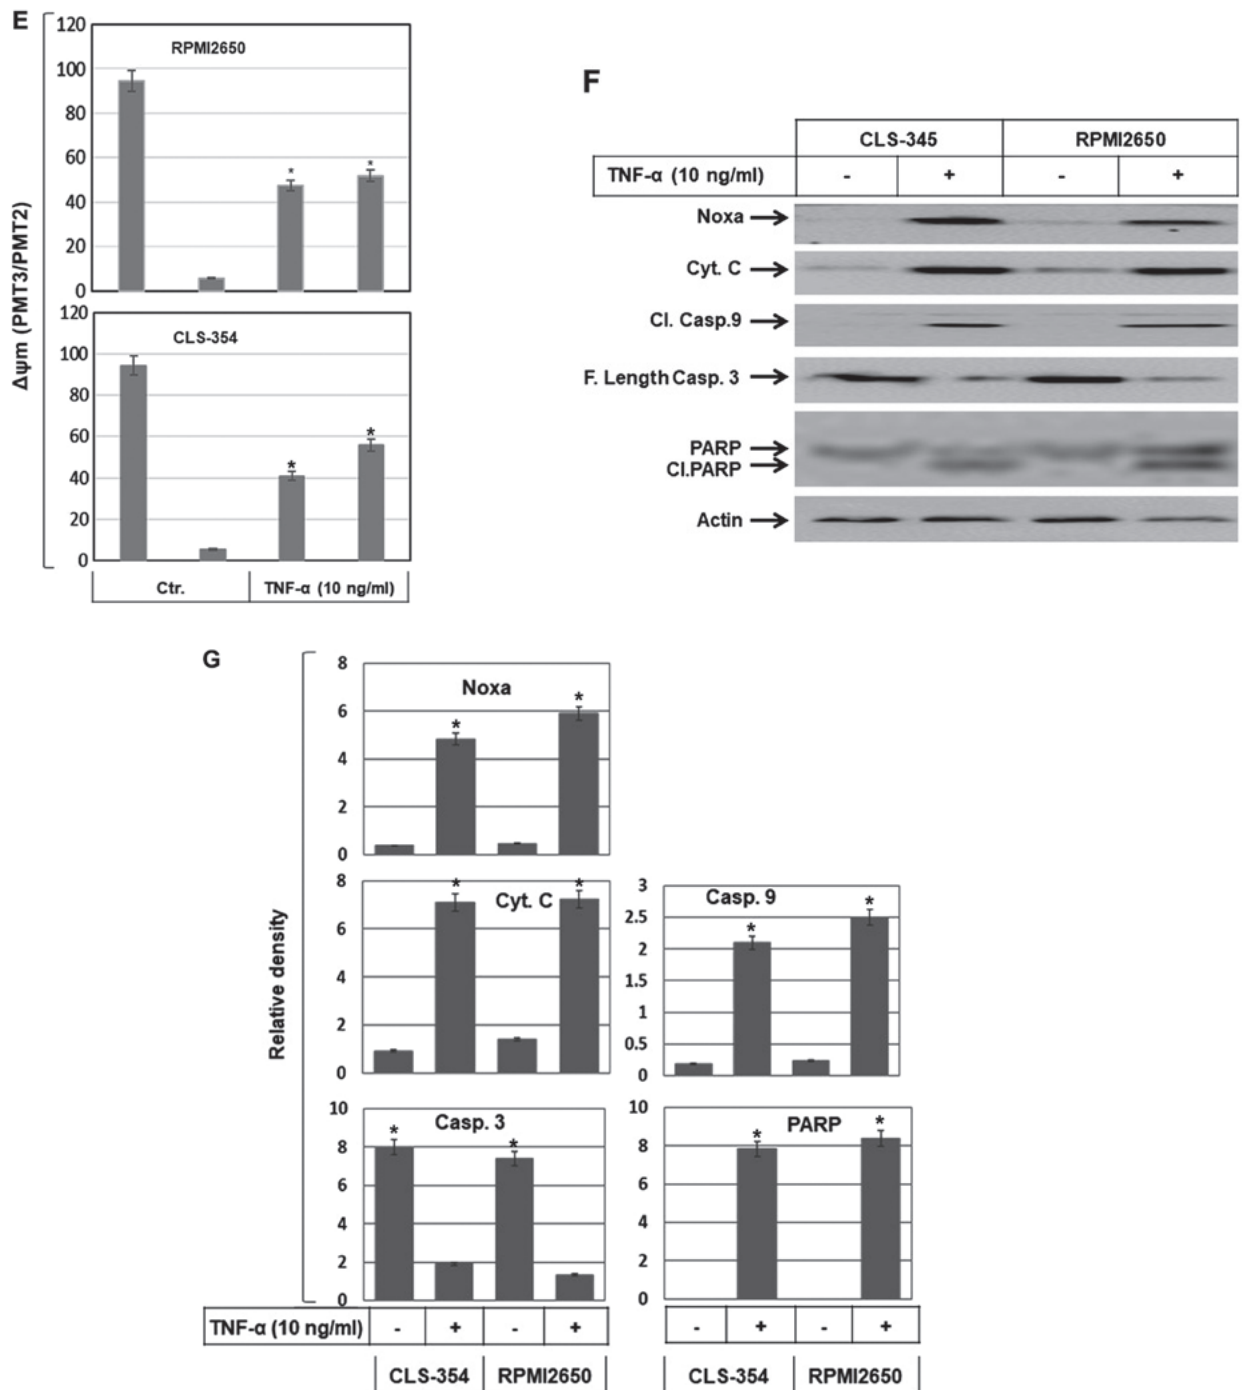 E
120
RPMI2650
100
80
60
* *
40
20
0
120
CLS-354
100
80
60
* *
40
20
0
Δψm (PMT3/PMT2)
Ctr. TNF-α (10 ng/ml)
F
CLS-345 RPMI2650
TNF-α (10 ng/ml) - + - +
Noxa
Cyt. C
Cl. Casp.9
F. Length Casp. 3
PARP
Cl.PARP
Actin
G
Relative density
8
Noxa
6
4
2
0
* *
8
Cyt. C
6
4
2
0
* *
3
Casp. 9
2.5
2
1.5
1
0.5
0
* *
10
Casp. 3
8
6
4
2
0
* *
10
PARP
8
6
4
2
0
* *
TNF-α (10 ng/ml) - + - + - + - +
CLS-354 RPMI2650 CLS-354 RPMI2650